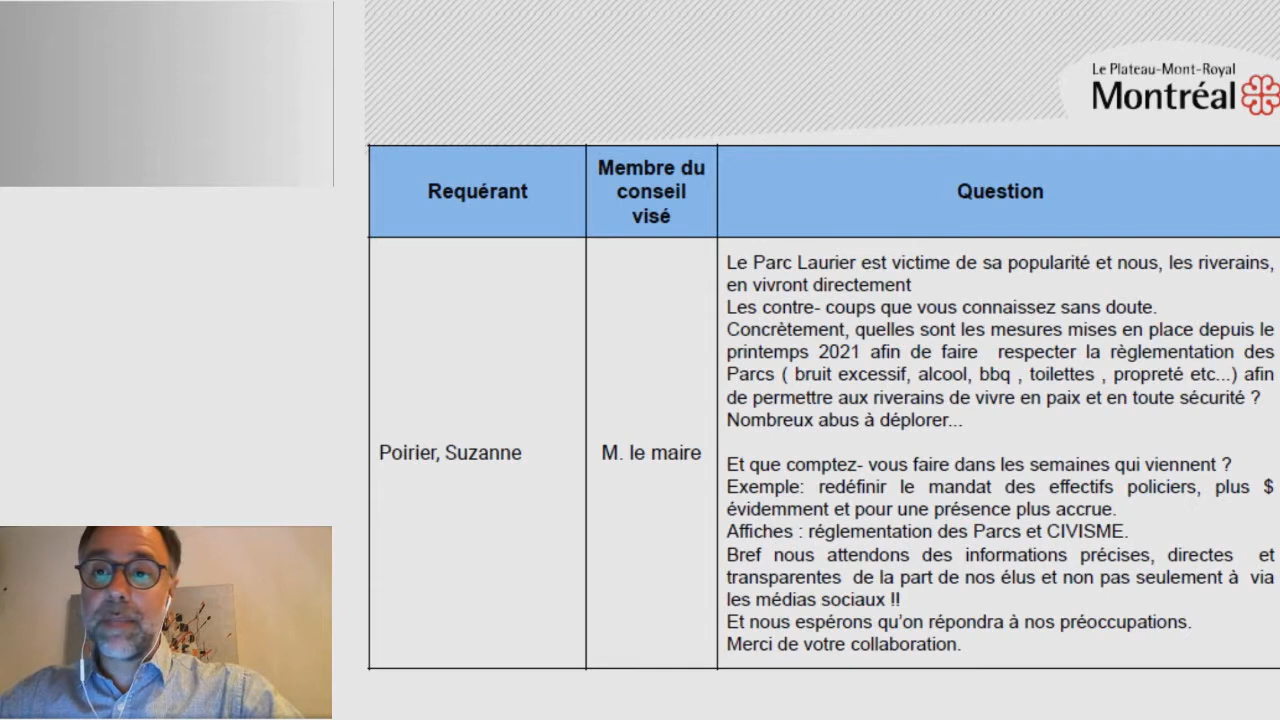 Le Plateau-Mont-Royal
Montréal
Requérant
Membre du
conseil
visé
Question
Poirier, Suzanne
M. le maire
Le Parc Laurier est victime de sa popularité et nous, les riverains,
en vivront directement
Les contre- coups que vous connaissez sans doute.
Concrètement, quelles sont les mesures mises en place depuis le
printemps 2021 afin de faire respecter la règlementation des
Parcs ( bruit excessif, alcool, bbq , toilettes , propreté etc...) afin
de permettre aux riverains de vivre en paix et en toute sécurité ?
Nombreux abus à déplorer...
Et que comptez- vous faire dans les semaines qui viennent ?
Exemple: redéfinir le mandat des effectifs policiers, plus $
évidemment et pour une présence plus accrue.
Affiches : réglementation des Parcs et CIVISME.
Bref nous attendons des informations précises, directes et
transparentes de la part de nos élus et non pas seulement à via
les médias sociaux !!
Et nous espérons qu'on répondra à nos préoccupations.
Merci de votre collaboration.